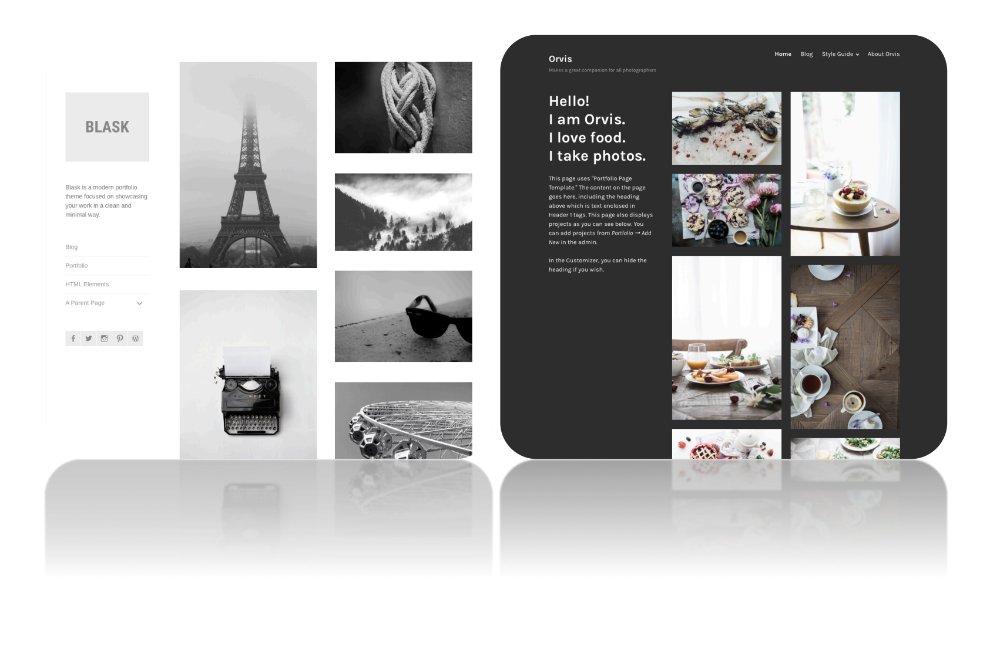 BLASK
Blask is a modern portfolio
theme focused on showcasing
your work in a clean and
minimal way.
Blog
Portfolio
HTML Elements
A Parent Page
Orvis
Makes a great companion for all photographers
Home Blog Style Guide About Orvis
Hello!
I am Orvis.
I love food.
I take photos.
This page uses "Portfolio Page
Template." The content on the page
goes here, including the heading
above which is text enclosed in
Header 1 tags. This page also displays
projects as you can see below. You
can add projects from Portfolio → Add
New in the admin.
In the Customizer, you can hide the
heading if you wish.